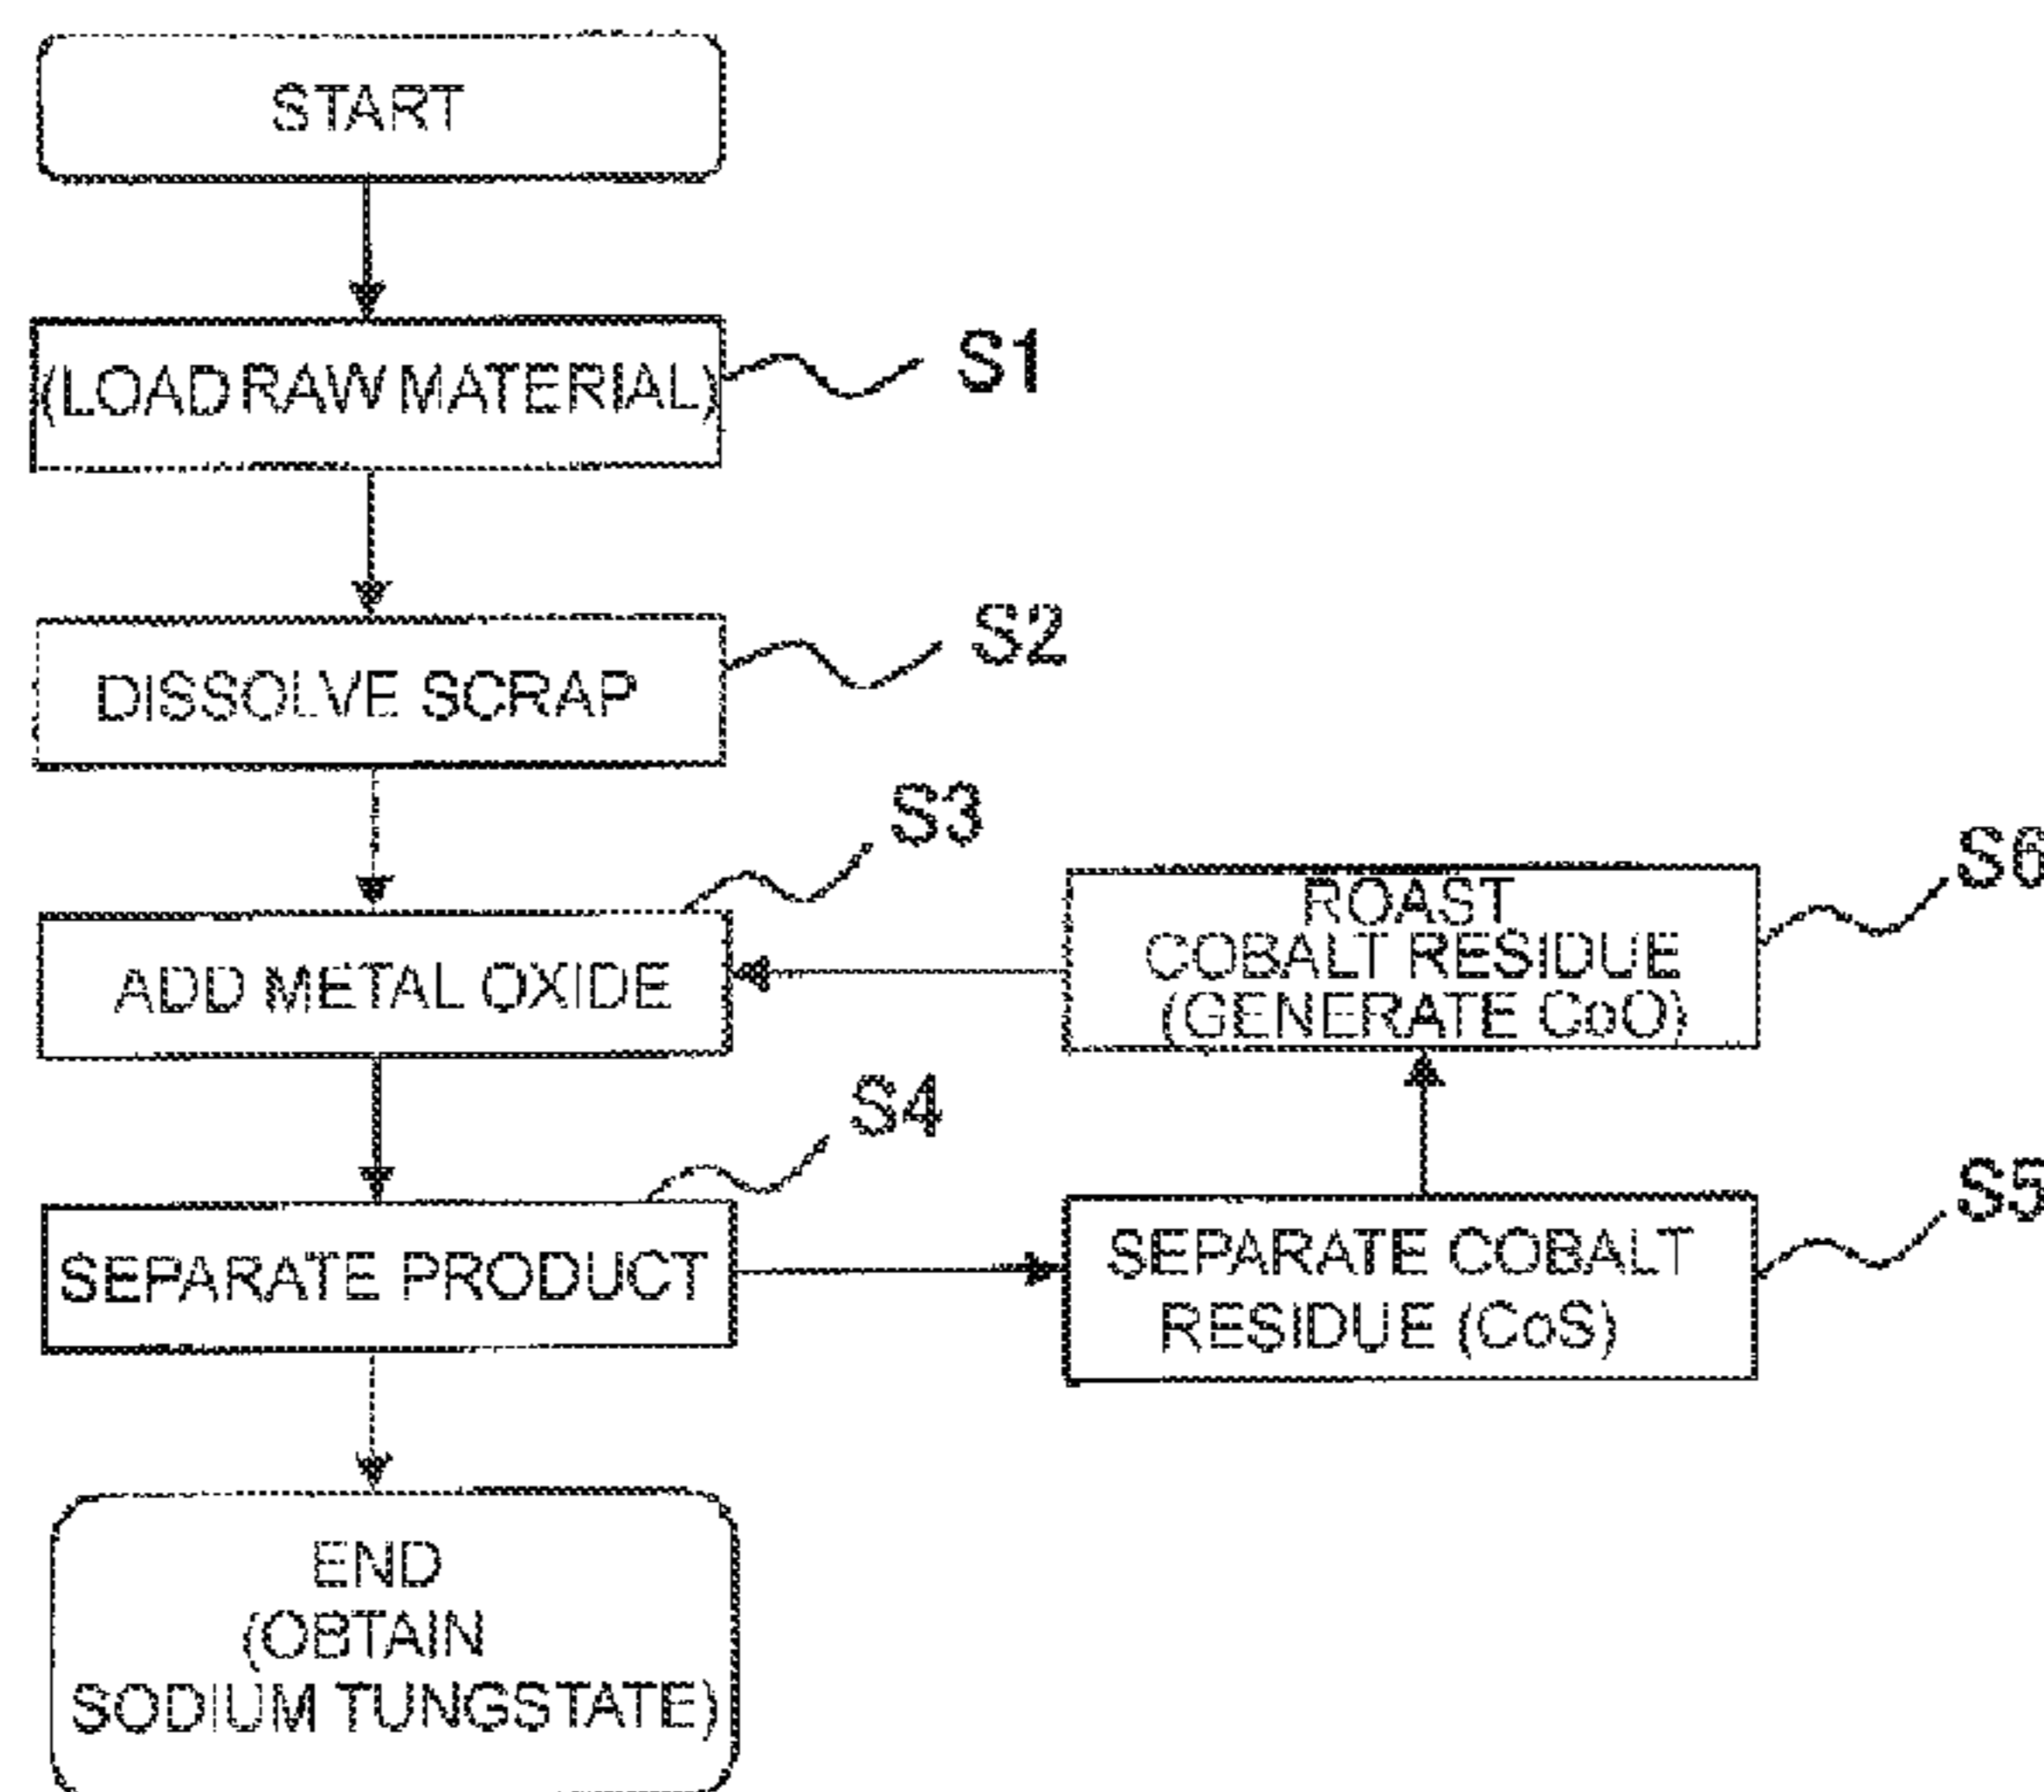 START
(LOAD RAW MATERIAL)
S1
DISSOLVE SCRAP
S2
S3
ADD METAL OXIDE
ROAST
COBALT RESIDUE
(GENERATE CoO)
S6
S4
SEPARATE PRODUCT
SEPARATE COBALT
RESIDUE (CoS)
S5
END
(OBTAIN
SODIUM TUNGSTATE)